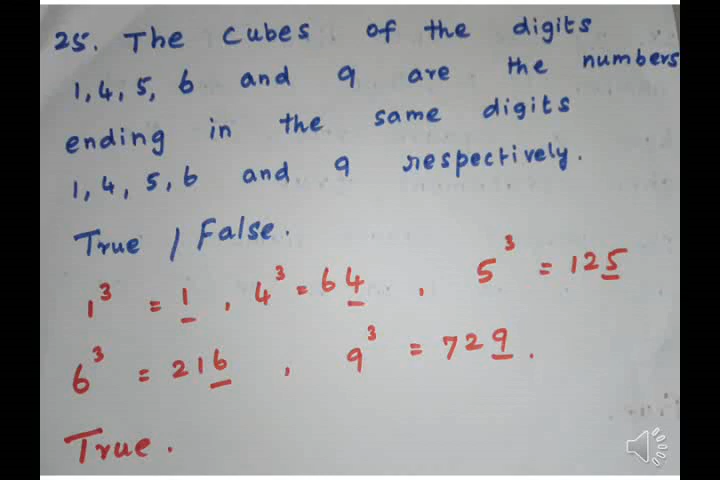 25. The cubes of the digits
1, 4, 5, 6 and 9 are the numbers
ending in the same digits
1, 4, 5, 6 and 9 respectively.
True / False.
1³ = 1 , 4³ = 64 , 5³ = 125
6³ = 216 , 9³ = 729 .
True .